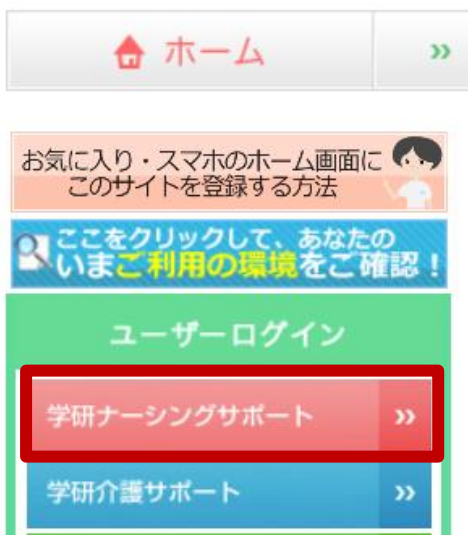 ホーム »
お気に入り・スマホのホーム画面に
このサイトを登録する方法
ここをクリックして、あなたの
いまご利用の環境をご確認！
ユーザーログイン
学研ナーシングサポート »
学研介護サポート »